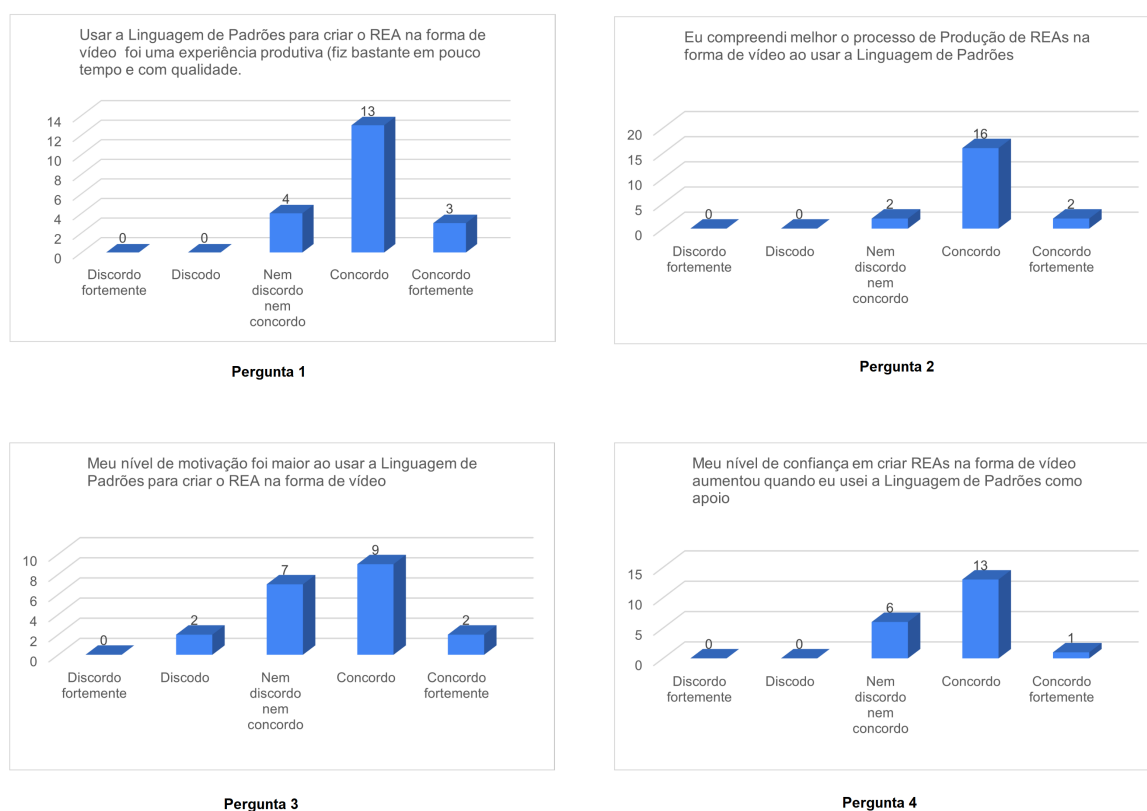 Usar a Linguagem de Padrões para criar o REA na forma de
vídeo foi uma experiência produtiva (fiz bastante em pouco
tempo e com qualidade.
14
12
10
8
6
4
2
0
0
0
4
13
3
Discordo
fortemente
Discodo
Nem
discordo
nem
concordo
Concordo
Concordo
fortemente
Pergunta 1
Eu compreendi melhor o processo de Produção de REAs na
forma de vídeo ao usar a Linguagem de Padrões
20
15
10
5
0
0
0
2
16
2
Discordo
fortemente
Discodo
Nem
discordo
nem
concordo
Concordo
Concordo
fortemente
Pergunta 2
Meu nível de motivação foi maior ao usar a Linguagem de
Padrões para criar o REA na forma de vídeo
10
8
6
4
2
0
0
2
7
9
2
Discordo
fortemente
Discodo
Nem
discordo
nem
concordo
Concordo
Concordo
fortemente
Pergunta 3
Meu nível de confiança em criar REAs na forma de vídeo
aumentou quando eu usei a Linguagem de Padrões como
apoio
15
10
5
0
0
0
6
13
1
Discordo
fortemente
Discodo
Nem
discordo
nem
concordo
Concordo
Concordo
fortemente
Pergunta 4